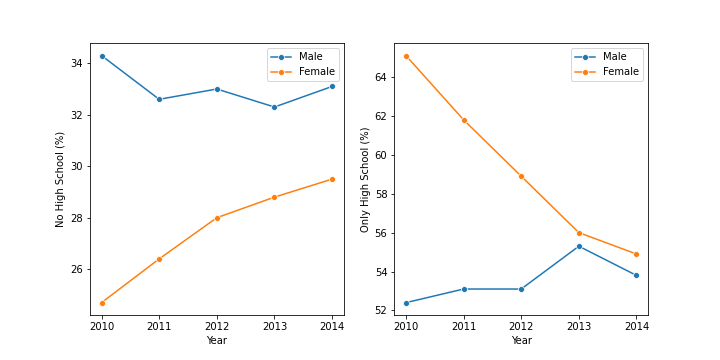 Male
Female
No High School (%)
34
32
30
28
26
2010 2011 2012 2013 2014
Year
Male
Female
Only High School (%)
64
62
60
58
56
54
52
2010 2011 2012 2013 2014
Year